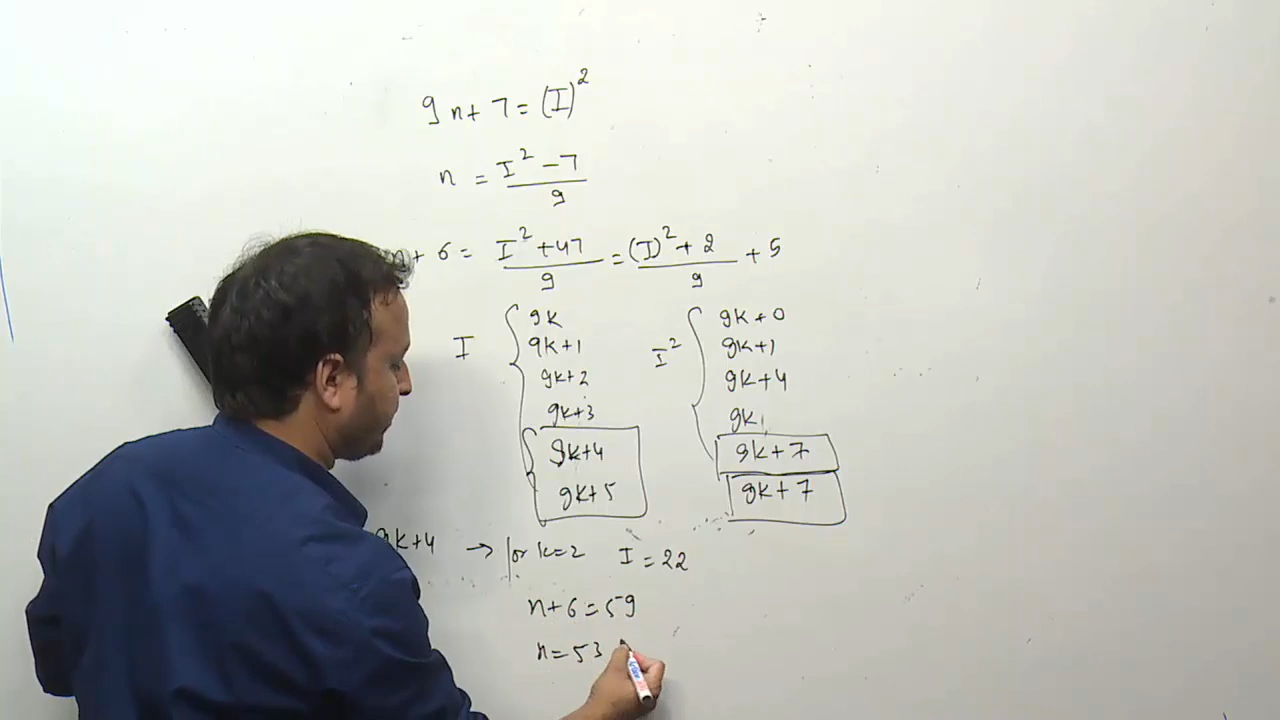 9n+7=(I)²
n = (I²-7)/9
n+6= (I²+47)/9 = ((I)²+2)/9 +5
I { 9k I² { 9k+0
9k+1 9k+1
9k+2 9k+4
9k+3 9k
9k+4 9k+7
9k+5 9k+7
9k+4 → for k=2 I=22
n+6=59
n=53